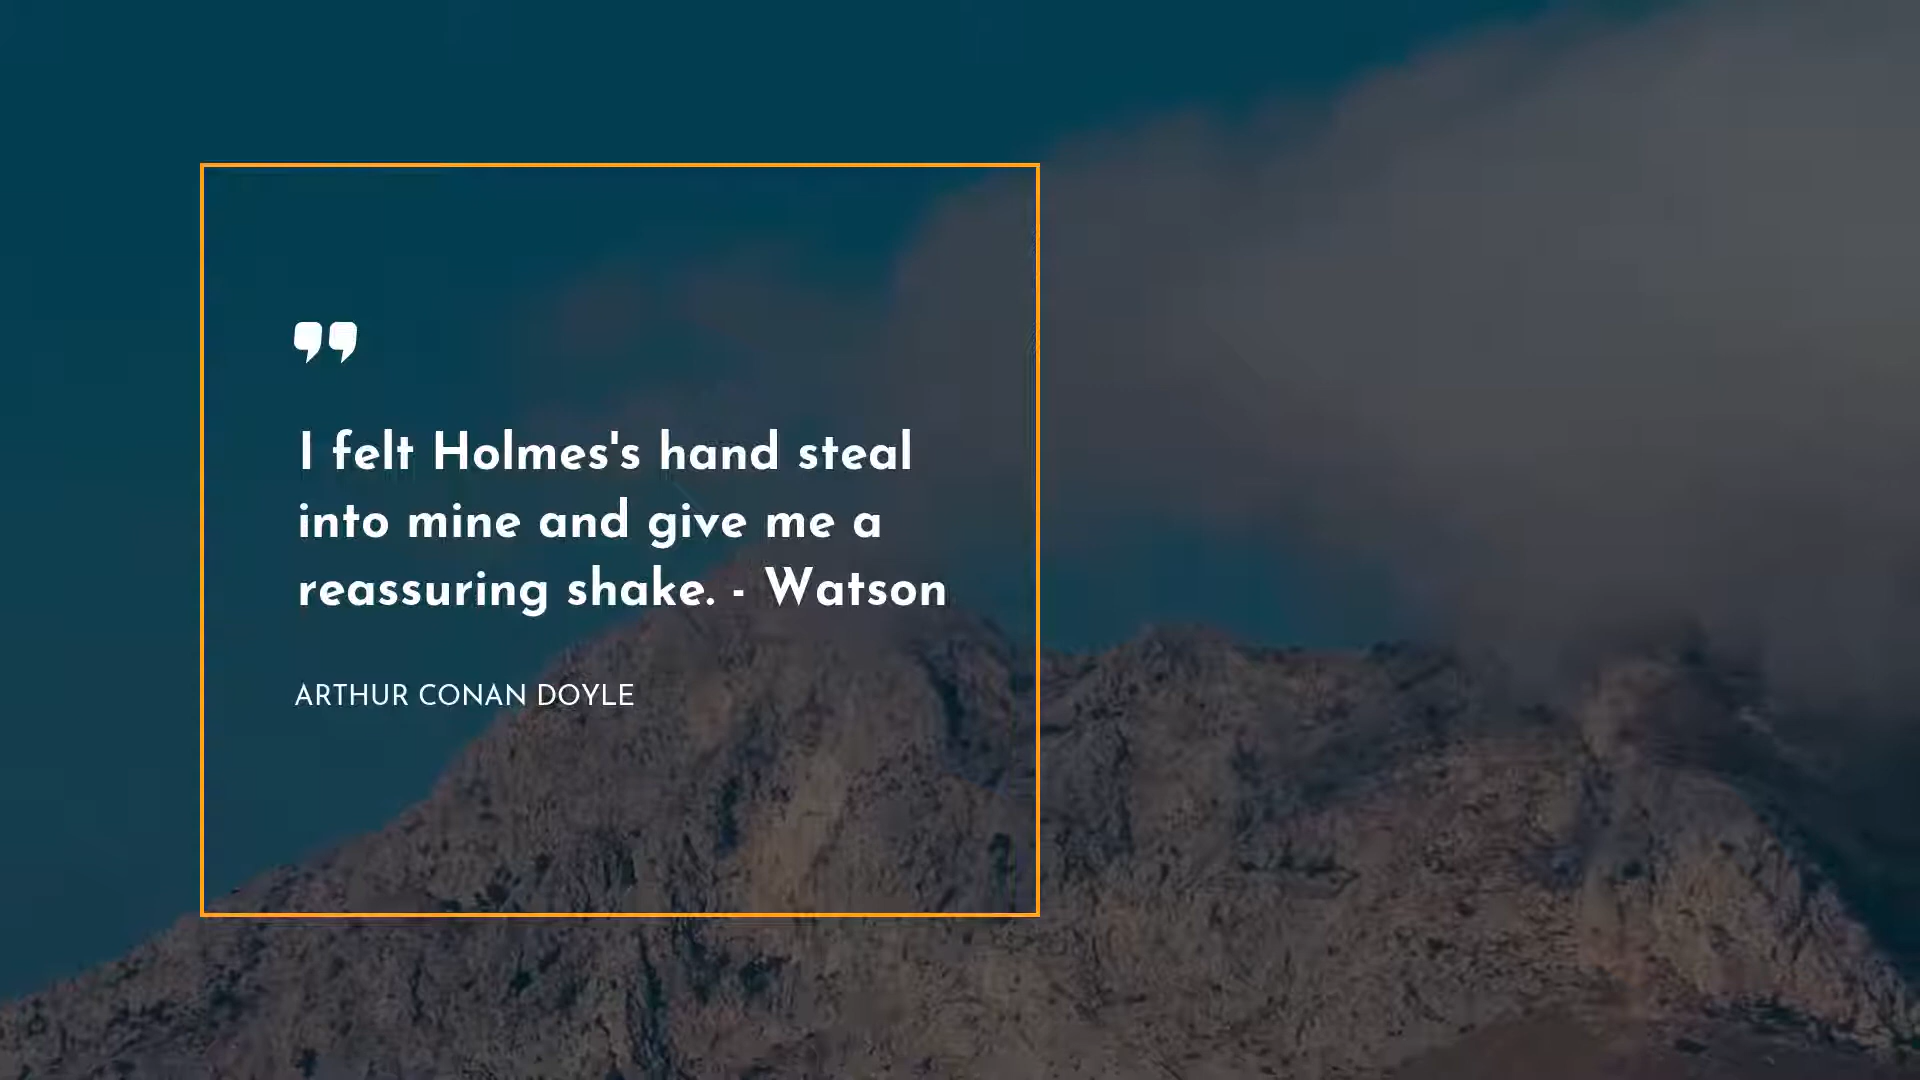 I felt Holmes's hand steal
into mine and give me a
reassuring shake. - Watson
ARTHUR CONAN DOYLE